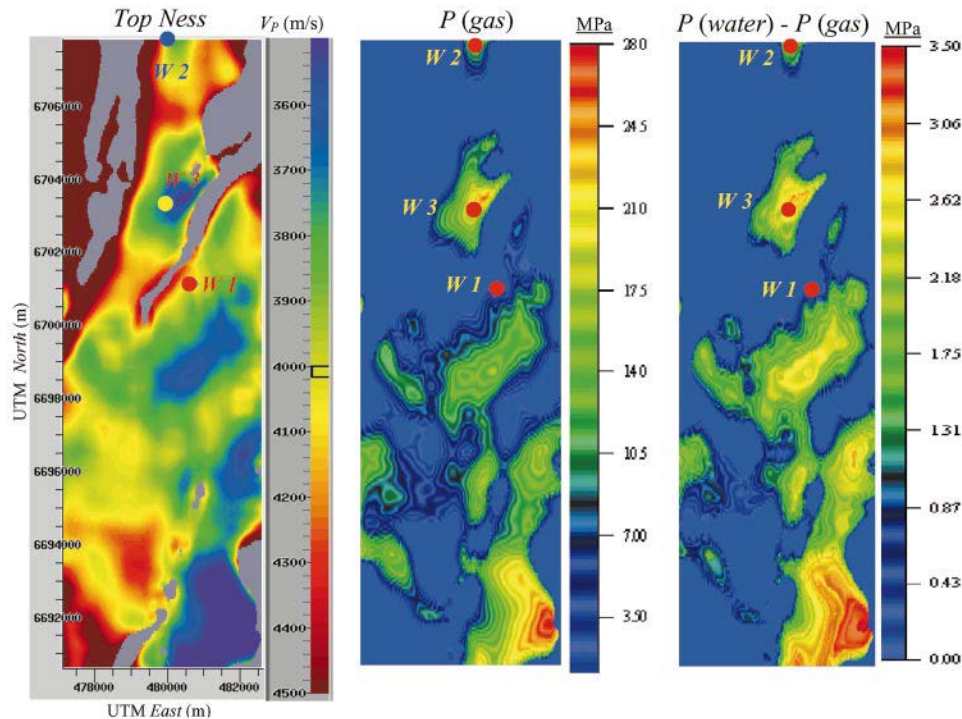 Top Ness
V_P (m/s)
P (gas)
MPa
P (water) - P (gas)
MPa
W 2
W 3
W 1
UTM North (m)
6706000
6704000
6702000
6700000
6698000
6696000
6694000
6692000
478000 480000 482000
UTM East (m)
3600
3700
3800
3900
4000
4100
4200
4300
4400
4500
W 2
W 3
W 1
28.0
24.5
21.0
17.5
14.0
10.5
7.00
3.50
W 2
W 3
W 1
3.50
3.06
2.62
2.18
1.75
1.31
0.87
0.43
0.00